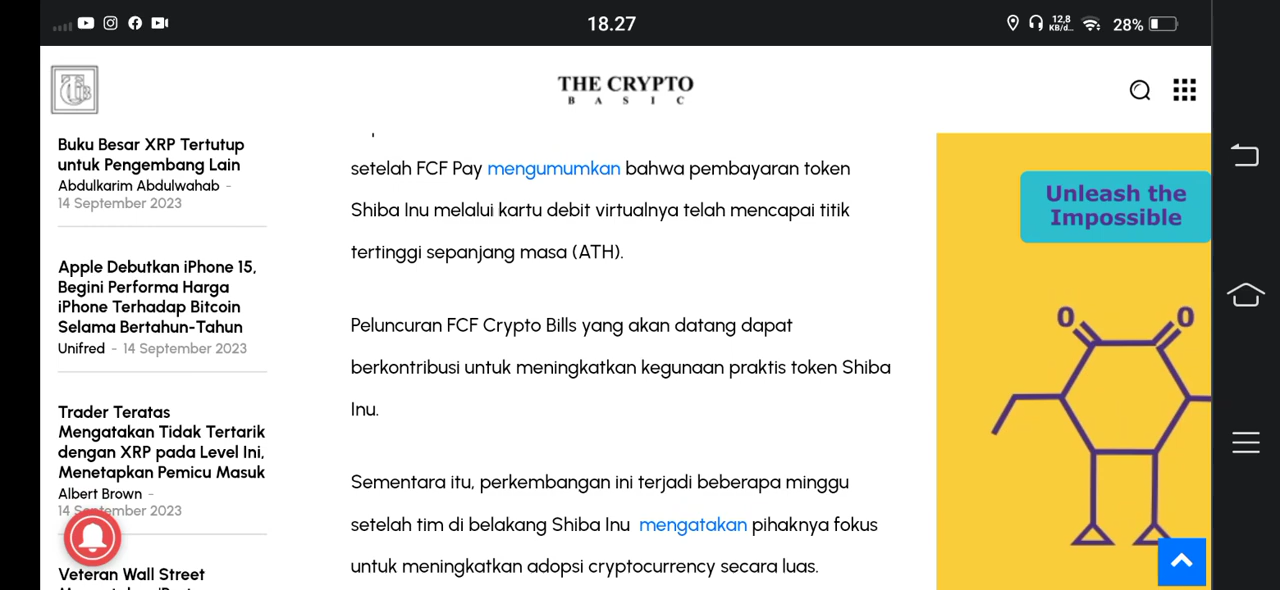 18.27
12,8
KB/d...
28%
THE CRYPTO
BASIC
Buku Besar XRP Tertutup
untuk Pengembang Lain
Abdulkarim Abdulwahab -
14 September 2023
Apple Debutkan iPhone 15,
Begini Performa Harga
iPhone Terhadap Bitcoin
Selama Bertahun-Tahun
Unifred - 14 September 2023
Trader Teratas
Mengatakan Tidak Tertarik
dengan XRP pada Level Ini,
Menetapkan Pemicu Masuk
Albert Brown -
14 September 2023
Veteran Wall Street
setelah FCF Pay mengumumkan bahwa pembayaran token
Shiba Inu melalui kartu debit virtualnya telah mencapai titik
tertinggi sepanjang masa (ATH).
Peluncuran FCF Crypto Bills yang akan datang dapat
berkontribusi untuk meningkatkan kegunaan praktis token Shiba
Inu.
Sementara itu, perkembangan ini terjadi beberapa minggu
setelah tim di belakang Shiba Inu mengatakan pihaknya fokus
untuk meningkatkan adopsi cryptocurrency secara luas.
Unleash the
Impossible
O O